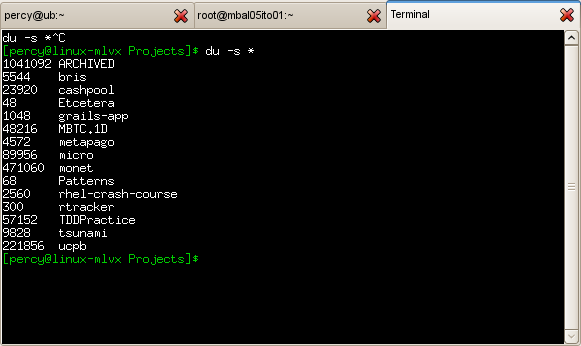 percy@ub:~ root@mbal05ito01:~ Terminal
du -s *^C
[percy@linux-mlvx Projects]$ du -s *
1041092 ARCHIVED
5544 bris
23920 cashpool
48 Etcetera
1048 grails-app
48216 MBTC.1D
4572 metapago
89956 micro
471060 monet
68 Patterns
2560 rhel-crash-course
300 rtracker
57152 TDDPractice
9828 tsunami
221856 ucpb
[percy@linux-mlvx Projects]$